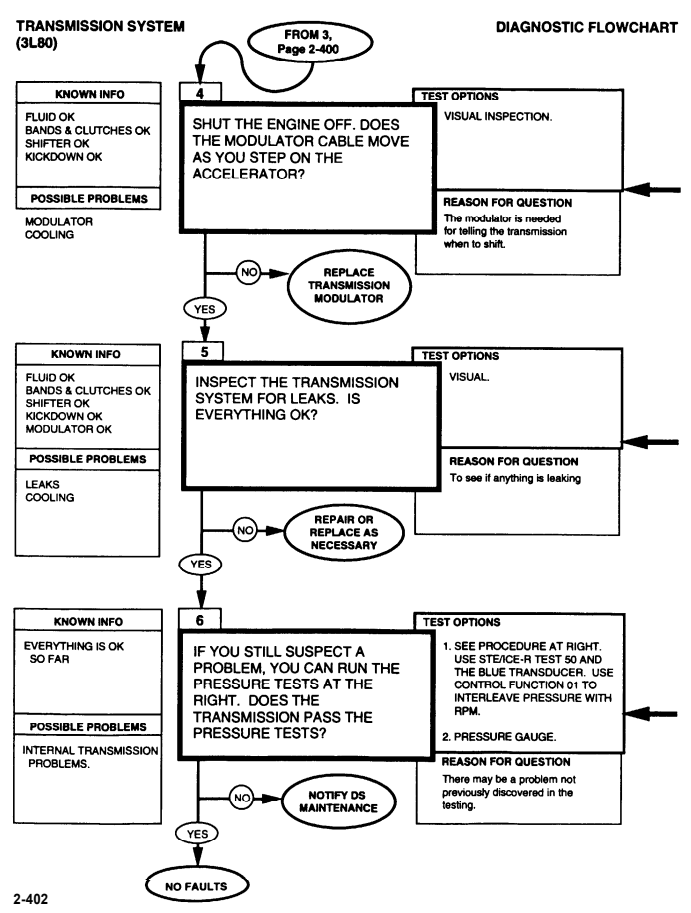 TRANSMISSION SYSTEM
(3L80)
DIAGNOSTIC FLOWCHART
FROM 3,
Page 2-400
KNOWN INFO
FLUID OK
BANDS & CLUTCHES OK
SHIFTER OK
KICKDOWN OK
POSSIBLE PROBLEMS
MODULATOR
COOLING
4
SHUT THE ENGINE OFF. DOES
THE MODULATOR CABLE MOVE
AS YOU STEP ON THE
ACCELERATOR?
TEST OPTIONS
VISUAL INSPECTION.
REASON FOR QUESTION
The modulator is needed
for telling the transmission
when to shift.
NO
REPLACE
TRANSMISSION
MODULATOR
YES
KNOWN INFO
FLUID OK
BANDS & CLUTCHES OK
SHIFTER OK
KICKDOWN OK
MODULATOR OK
POSSIBLE PROBLEMS
LEAKS
COOLING
5
INSPECT THE TRANSMISSION
SYSTEM FOR LEAKS. IS
EVERYTHING OK?
TEST OPTIONS
VISUAL.
REASON FOR QUESTION
To see if anything is leaking
NO
REPAIR OR
REPLACE AS
NECESSARY
YES
KNOWN INFO
EVERYTHING IS OK
SO FAR
POSSIBLE PROBLEMS
INTERNAL TRANSMISSION
PROBLEMS.
6
IF YOU STILL SUSPECT A
PROBLEM, YOU CAN RUN THE
PRESSURE TESTS AT THE
RIGHT. DOES THE
TRANSMISSION PASS THE
PRESSURE TESTS?
TEST OPTIONS
1. SEE PROCEDURE AT RIGHT.
USE STE/ICE-R TEST 50 AND
THE BLUE TRANSDUCER. USE
CONTROL FUNCTION 01 TO
INTERLEAVE PRESSURE WITH
RPM.
2. PRESSURE GAUGE.
REASON FOR QUESTION
There may be a problem not
previously discovered in the
testing.
NO
NOTIFY DS
MAINTENANCE
YES
NO FAULTS
2-402